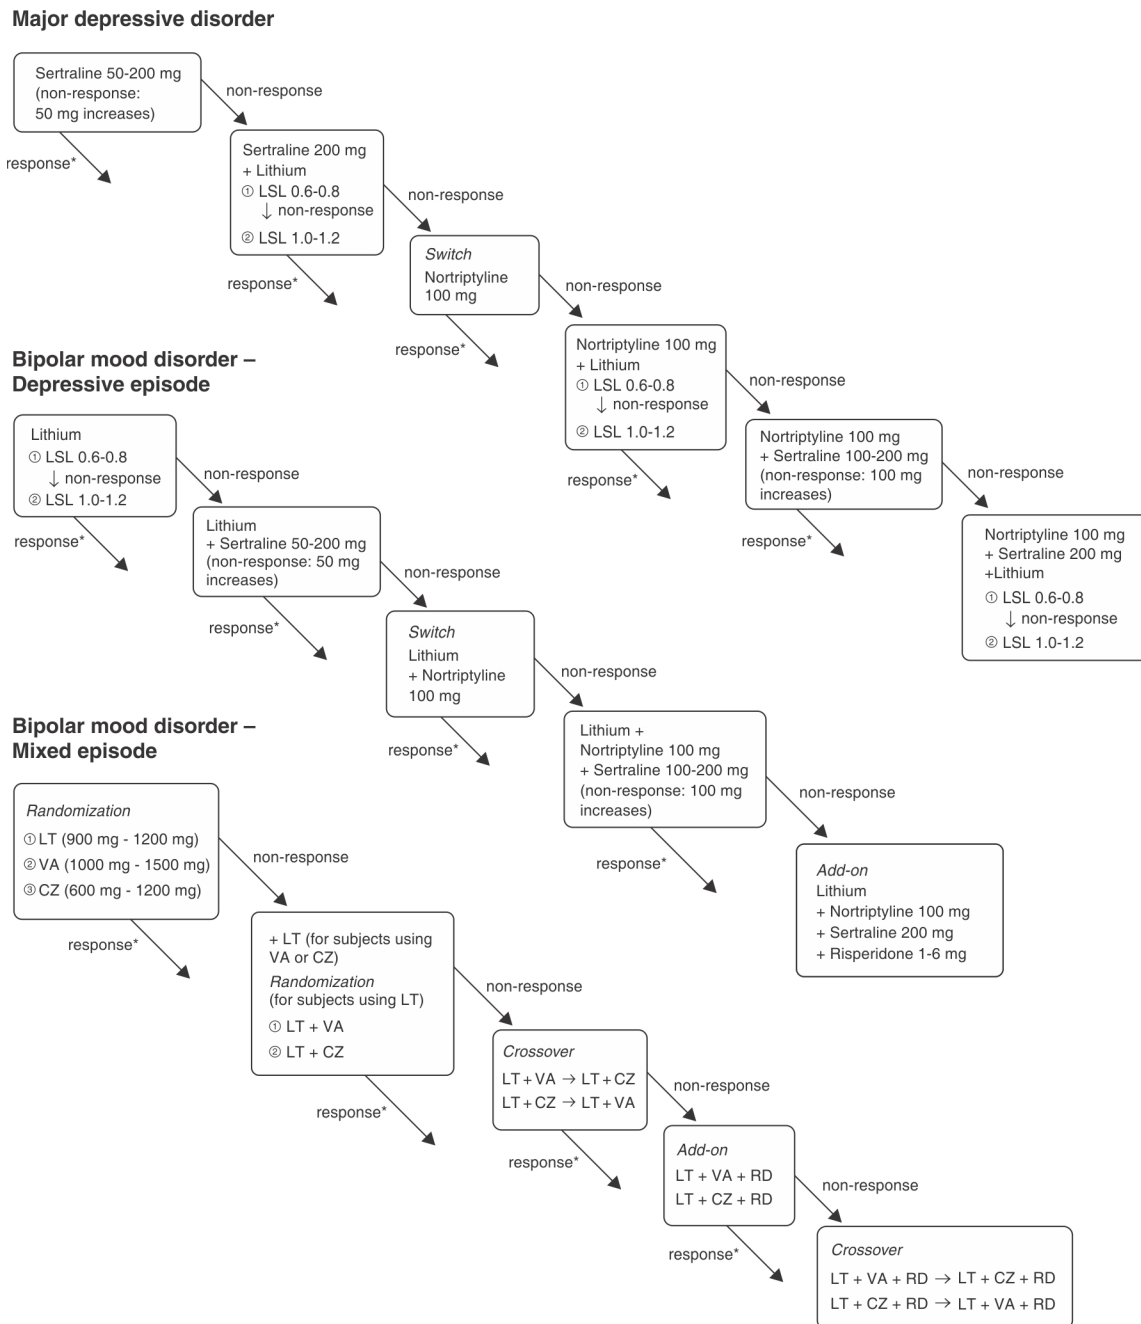 Major depressive disorder
Sertraline 50-200 mg
(non-response:
50 mg increases)
non-response
response*
Sertraline 200 mg
+ Lithium
① LSL 0.6-0.8
↓ non-response
② LSL 1.0-1.2
non-response
response*
Switch
Nortriptyline
100 mg
non-response
response*
Nortriptyline 100 mg
+ Lithium
① LSL 0.6-0.8
↓ non-response
② LSL 1.0-1.2
non-response
response*
Nortriptyline 100 mg
+ Sertraline 100-200 mg
(non-response: 100 mg
increases)
non-response
response*
Nortriptyline 100 mg
+ Sertraline 200 mg
+Lithium
① LSL 0.6-0.8
↓ non-response
② LSL 1.0-1.2
Bipolar mood disorder –
Depressive episode
Lithium
① LSL 0.6-0.8
↓ non-response
② LSL 1.0-1.2
non-response
response*
Lithium
+ Sertraline 50-200 mg
(non-response: 50 mg
increases)
non-response
response*
Switch
Lithium
+ Nortriptyline
100 mg
non-response
response*
Lithium +
Nortriptyline 100 mg
+ Sertraline 100-200 mg
(non-response: 100 mg
increases)
non-response
response*
Add-on
Lithium
+ Nortriptyline 100 mg
+ Sertraline 200 mg
+ Risperidone 1-6 mg
Bipolar mood disorder –
Mixed episode
Randomization
① LT (900 mg - 1200 mg)
② VA (1000 mg - 1500 mg)
③ CZ (600 mg - 1200 mg)
non-response
response*
+ LT (for subjects using
VA or CZ)
Randomization
(for subjects using LT)
① LT + VA
② LT + CZ
non-response
response*
Crossover
LT + VA → LT + CZ
LT + CZ → LT + VA
non-response
response*
Add-on
LT + VA + RD
LT + CZ + RD
non-response
response*
Crossover
LT + VA + RD → LT + CZ + RD
LT + CZ + RD → LT + VA + RD